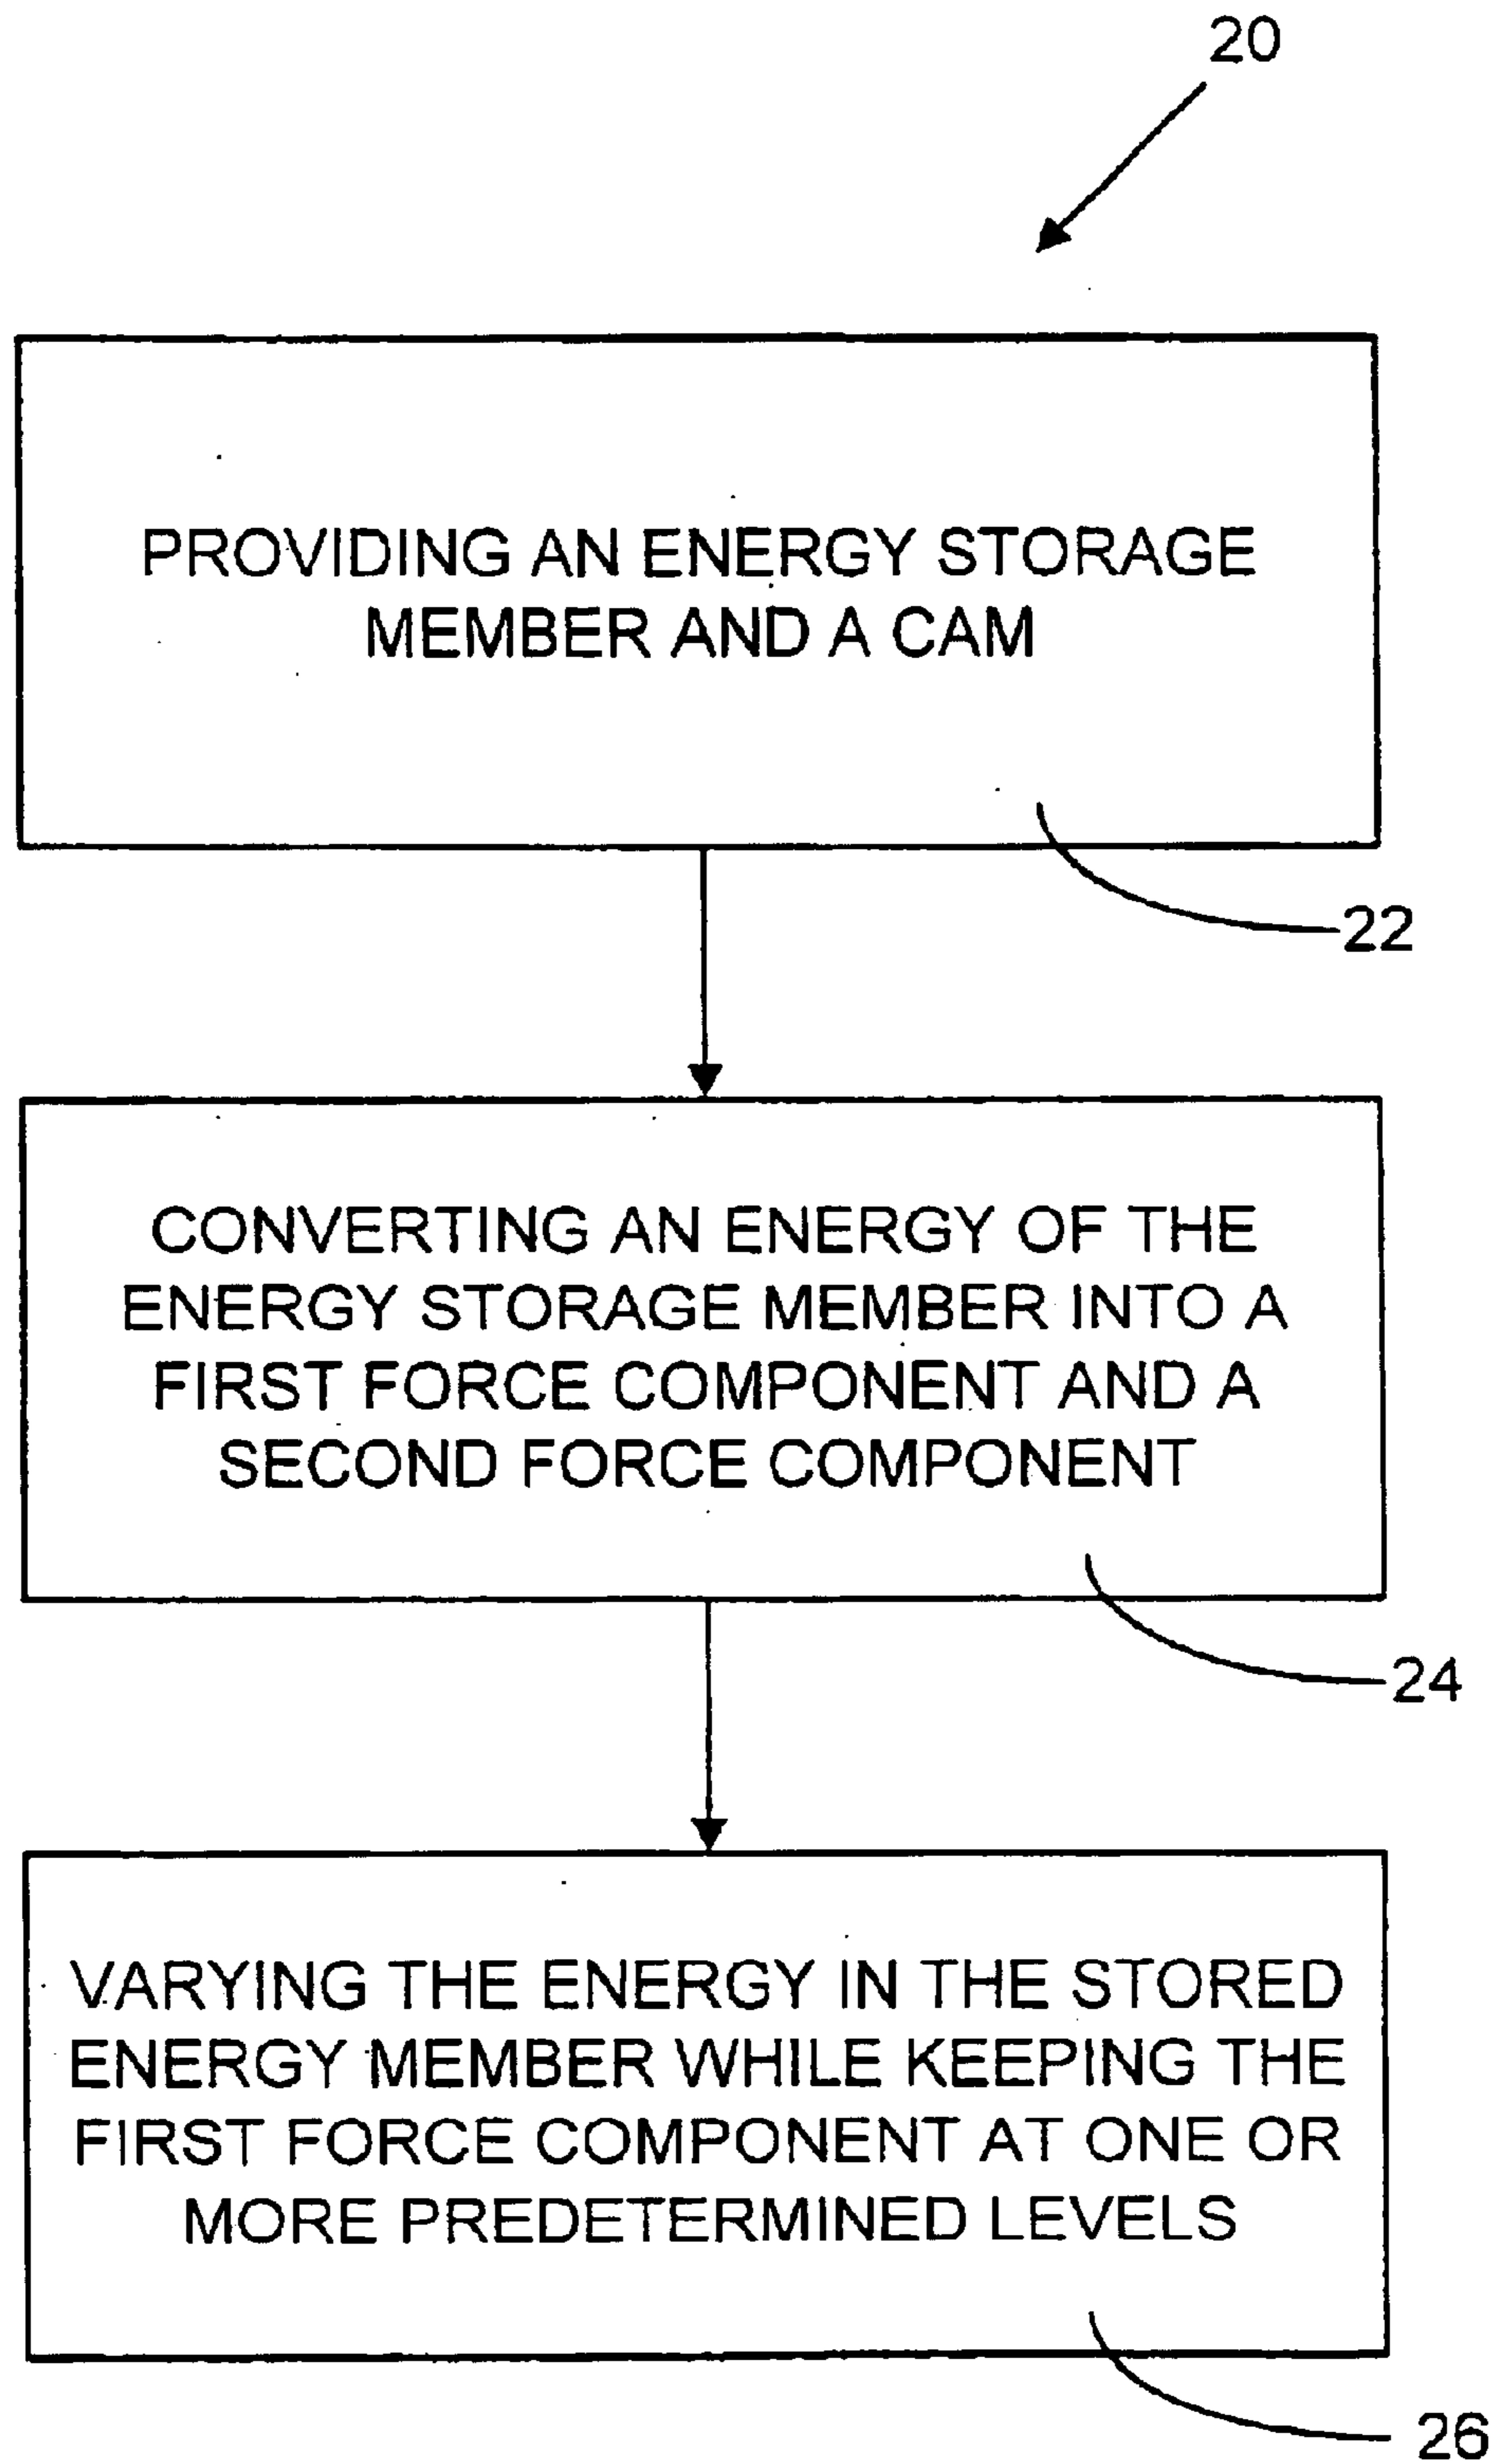 20
PROVIDING AN ENERGY STORAGE
MEMBER AND A CAM
22
CONVERTING AN ENERGY OF THE
ENERGY STORAGE MEMBER INTO A
FIRST FORCE COMPONENT AND A
SECOND FORCE COMPONENT
24
VARYING THE ENERGY IN THE STORED
ENERGY MEMBER WHILE KEEPING THE
FIRST FORCE COMPONENT AT ONE OR
MORE PREDETERMINED LEVELS
26